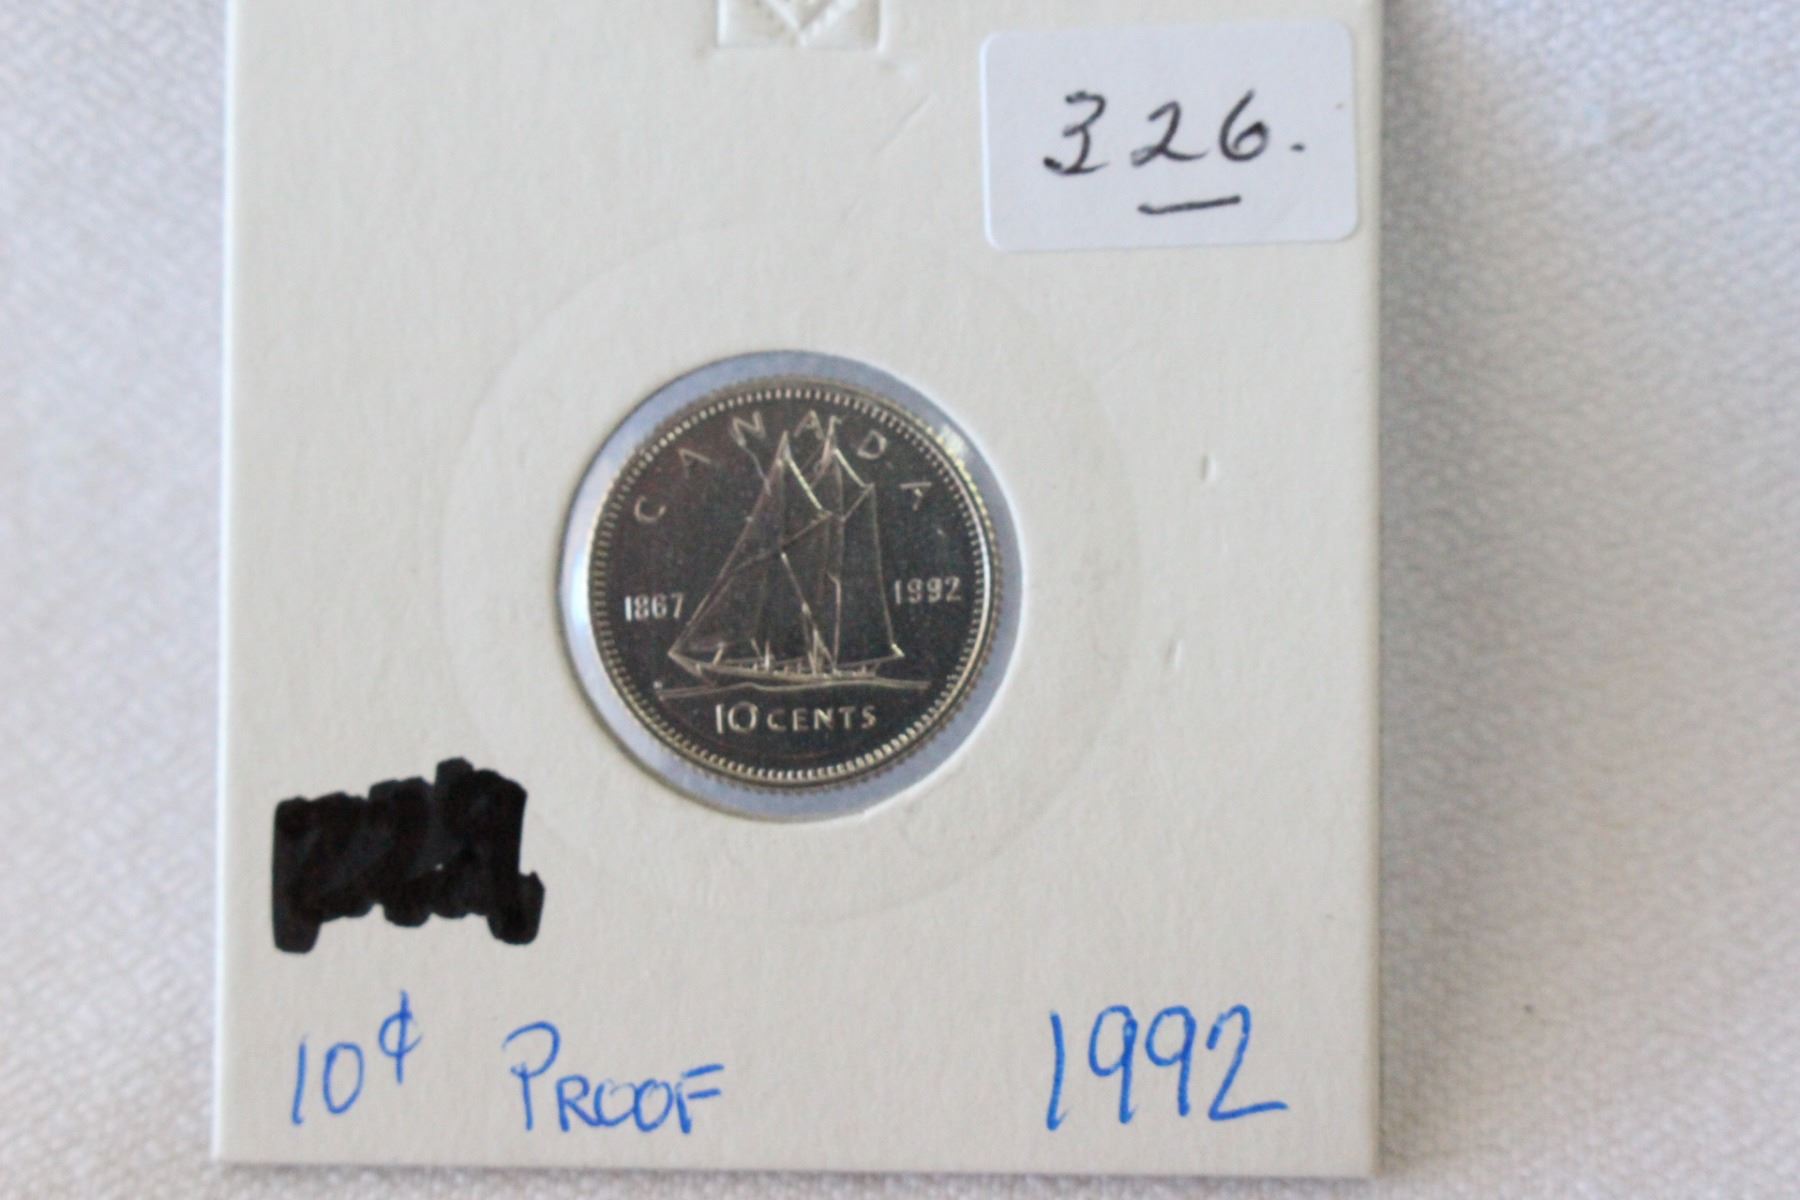 326.
CANADA
1867 1992
10 CENTS
10¢ PROOF 1992